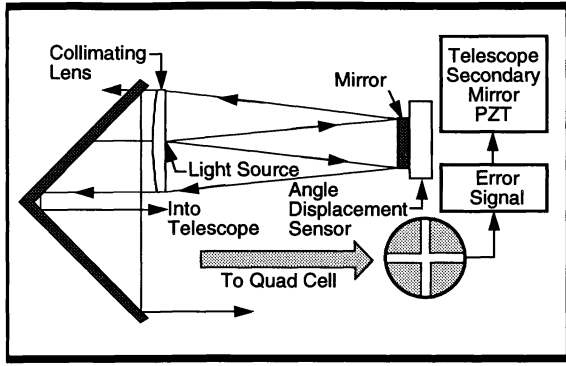 Collimating
Lens
Mirror
Telescope
Secondary
Mirror
PZT
Light Source
Into
Telescope
Angle
Displacement
Sensor
Error
Signal
To Quad Cell